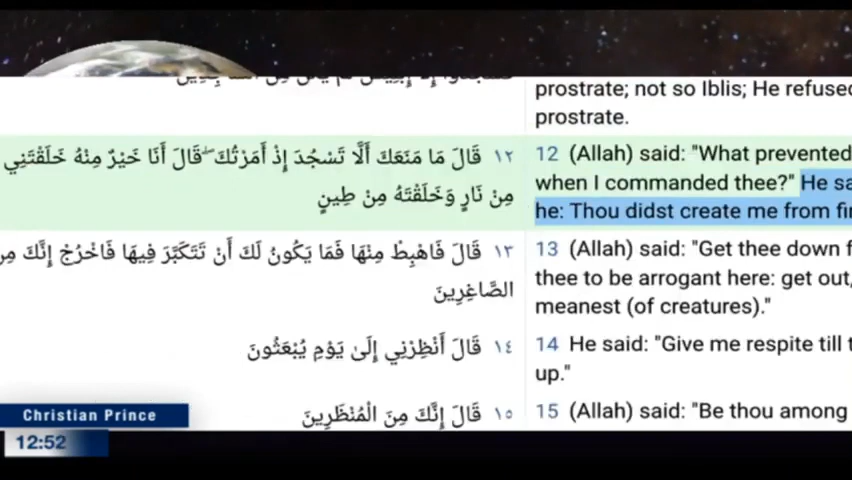 prostrate; not so Iblis; He refused
prostrate.
١٢ قَالَ مَا مَنَعَكَ أَلَّا تَسْجُدَ إِذْ أَمَرْتُكَ ۖ قَالَ أَنَا خَيْرٌ مِنْهُ خَلَقْتَنِي
مِنْ نَارٍ وَخَلَقْتَهُ مِنْ طِينٍ
12 (Allah) said: "What prevented
when I commanded thee?" He sa
he: Thou didst create me from fir
١٣ قَالَ فَاهْبِطْ مِنْهَا فَمَا يَكُونُ لَكَ أَنْ تَتَكَبَّرَ فِيهَا فَاخْرُجْ إِنَّكَ مِنَ
الصَّاغِرِينَ
13 (Allah) said: "Get thee down f
thee to be arrogant here: get out,
meanest (of creatures)."
١٤ قَالَ أَنْظِرْنِي إِلَىٰ يَوْمِ يُبْعَثُونَ
14 He said: "Give me respite till t
up."
١٥ قَالَ إِنَّكَ مِنَ الْمُنْظَرِينَ
15 (Allah) said: "Be thou among
Christian Prince
12:52